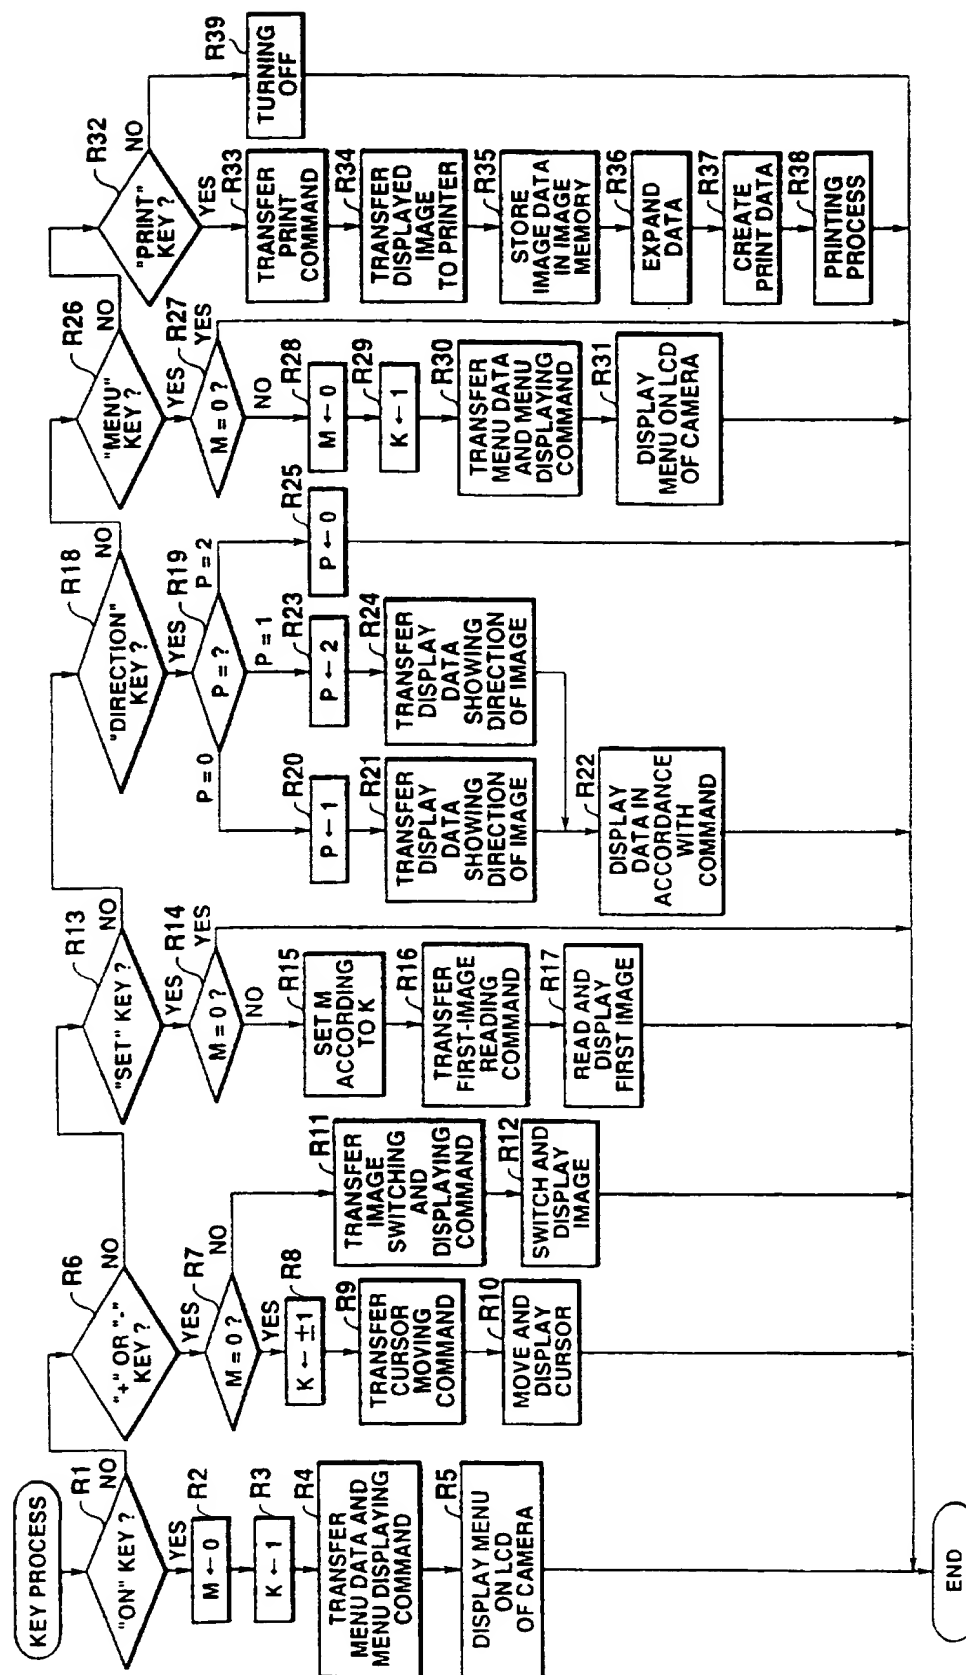 KEY PROCESS
R1
"ON" KEY ?
NO
YES
R2
M ← 0
R3
K ← 1
R4
TRANSFER
MENU DATA AND
MENU DISPLAYING
COMMAND
R5
DISPLAY MENU
ON LCD
OF CAMERA
R6
"+" OR "-"
KEY ?
NO
YES
R7
M = 0 ?
NO
YES
R8
K ← ±1
R9
TRANSFER
CURSOR
MOVING
COMMAND
R10
MOVE AND
DISPLAY
CURSOR
R11
TRANSFER
IMAGE
SWITCHING
AND
DISPLAYING
COMMAND
R12
SWITCH AND
DISPLAY
IMAGE
R13
"SET" KEY ?
NO
YES
R14
M = 0 ?
YES
NO
R15
SET M
ACCORDING
TO K
R16
TRANSFER
FIRST-IMAGE
READING
COMMAND
R17
READ AND
DISPLAY
FIRST IMAGE
R18
"DIRECTION"
KEY ?
NO
YES
R19
P = ?
P = 0
P = 1
P = 2
R20
P ← 1
R21
TRANSFER
DISPLAY
DATA
SHOWING
DIRECTION
OF IMAGE
R22
DISPLAY
DATA IN
ACCORDANCE
WITH
COMMAND
R23
P ← 2
R24
TRANSFER
DISPLAY
DATA
SHOWING
DIRECTION
OF IMAGE
R25
P ← 0
R26
"MENU"
KEY ?
NO
YES
R27
M = 0 ?
YES
NO
R28
M ← 0
R29
K ← 1
R30
TRANSFER
MENU DATA
AND MENU
DISPLAYING
COMMAND
R31
DISPLAY
MENU ON LCD
OF CAMERA
R32
"PRINT"
KEY ?
NO
YES
R33
TRANSFER
PRINT
COMMAND
R34
TRANSFER
DISPLAYED
IMAGE
TO PRINTER
R35
STORE
IMAGE DATA
IN IMAGE
MEMORY
R36
EXPAND
DATA
R37
CREATE
PRINT DATA
R38
PRINTING
PROCESS
R39
TURNING
OFF
END